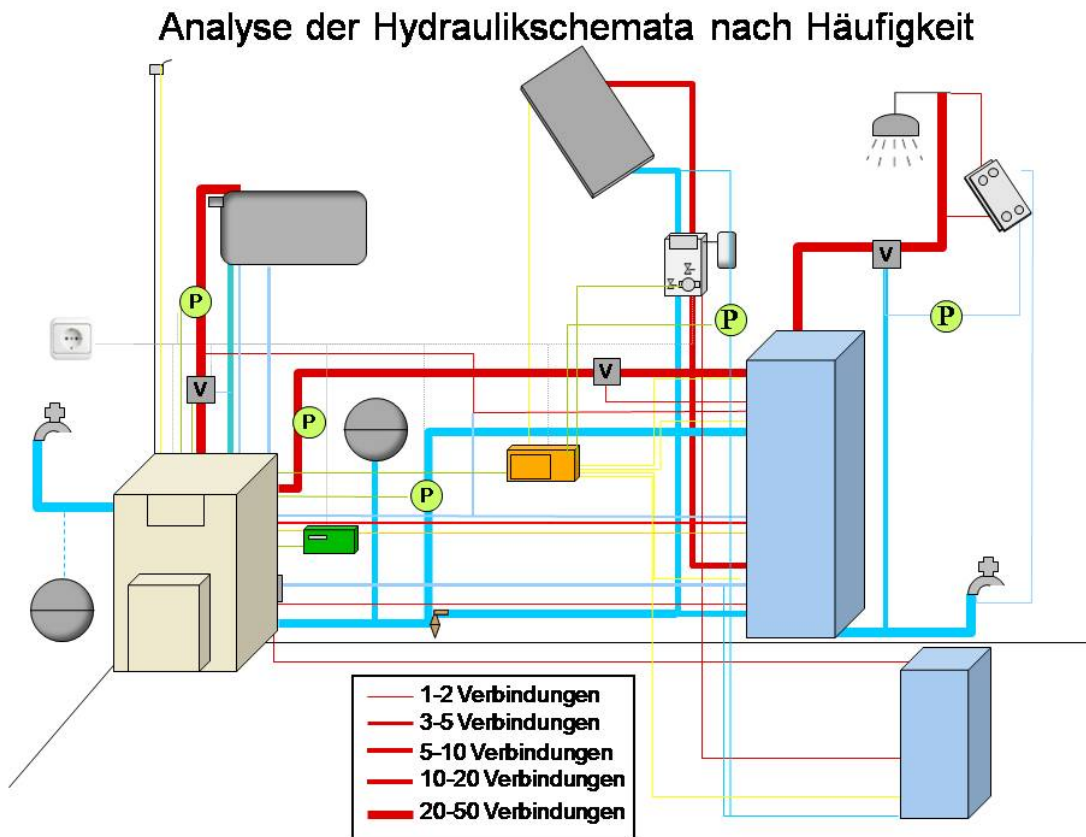 Analyse der Hydraulikschemata nach Häufigkeit
V
P
P
P
V
V
P
P
1-2 Verbindungen
3-5 Verbindungen
5-10 Verbindungen
10-20 Verbindungen
20-50 Verbindungen